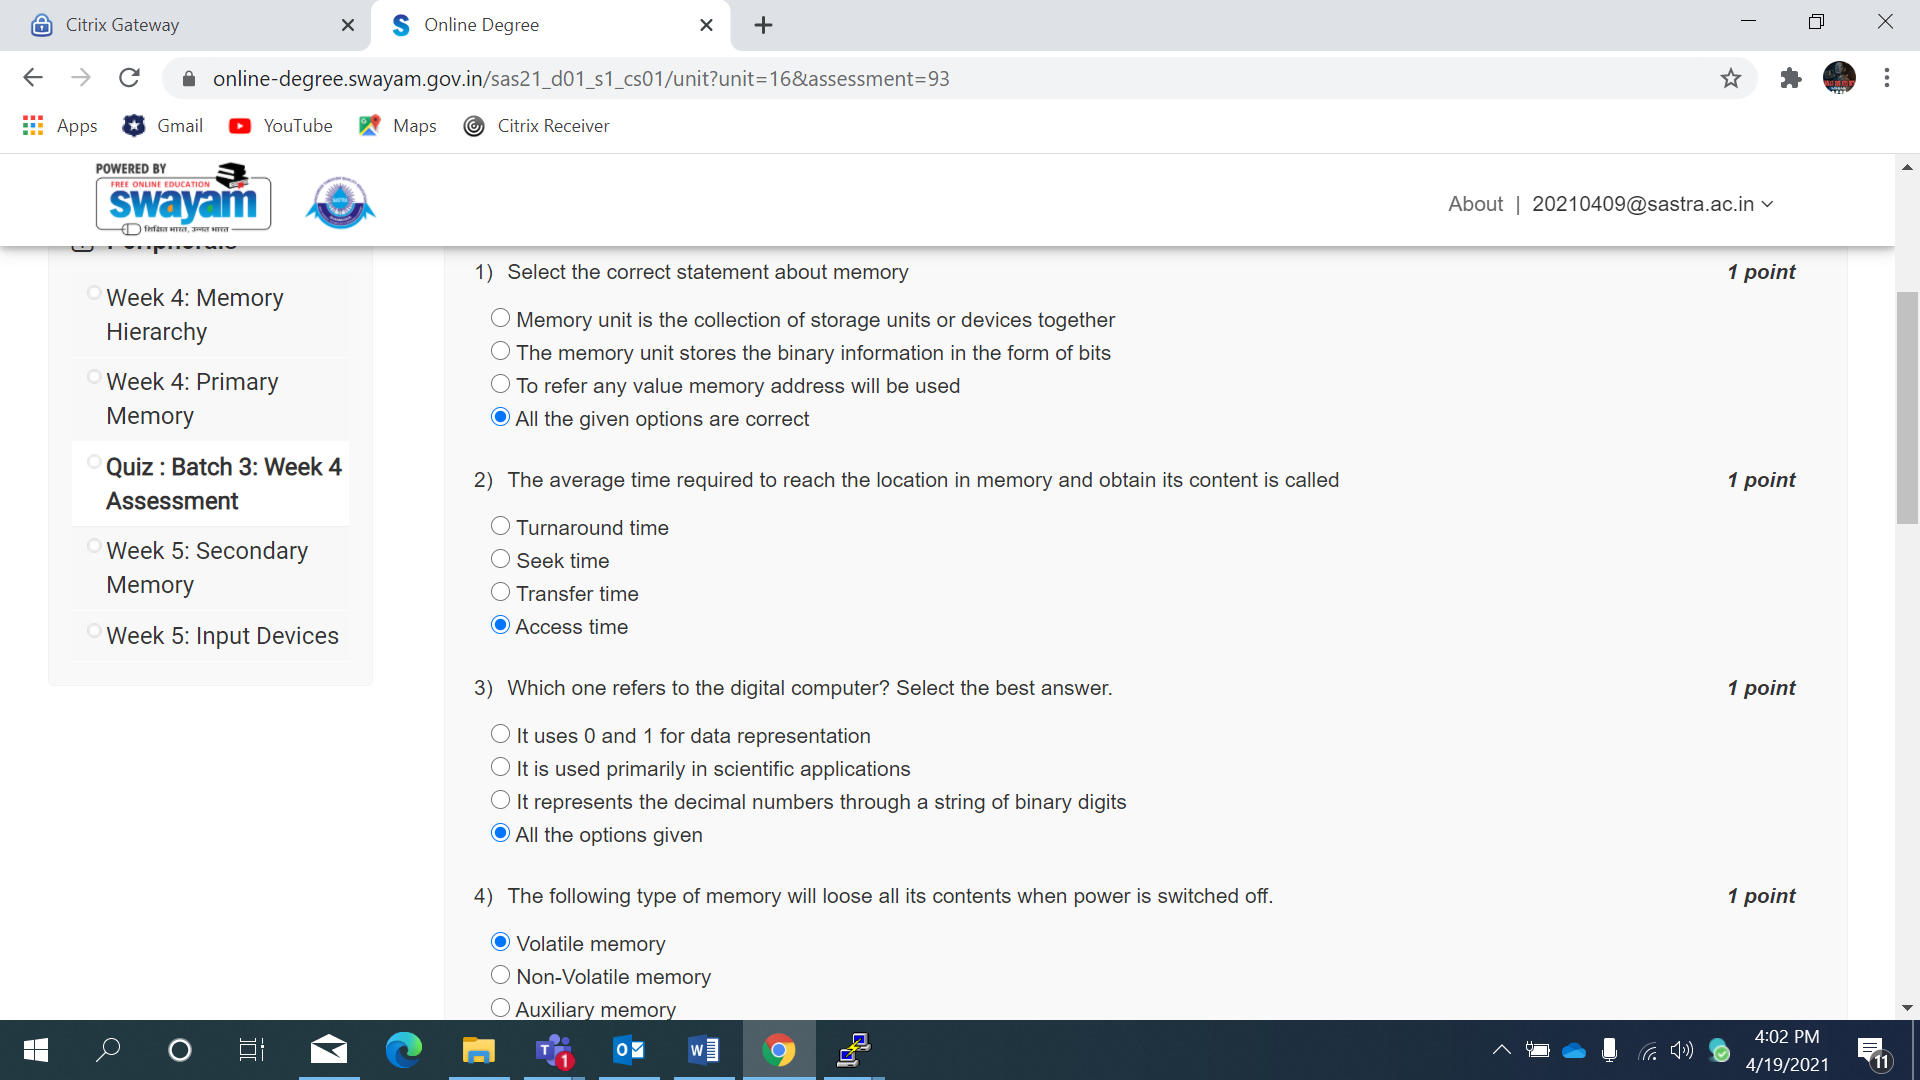 Citrix Gateway
Online Degree
online-degree.swayam.gov.in/sas21_d01_s1_cs01/unit?unit=16&assessment=93
Apps
Gmail
YouTube
Maps
Citrix Receiver
POWERED BY
FREE ONLINE EDUCATION
swayam
शिक्षित भारत, उन्नत भारत
About | 20210409@sastra.ac.in
Peripherals
Week 4: Memory
Hierarchy
Week 4: Primary
Memory
Quiz : Batch 3: Week 4
Assessment
Week 5: Secondary
Memory
Week 5: Input Devices
1) Select the correct statement about memory
1 point
Memory unit is the collection of storage units or devices together
The memory unit stores the binary information in the form of bits
To refer any value memory address will be used
All the given options are correct
2) The average time required to reach the location in memory and obtain its content is called
1 point
Turnaround time
Seek time
Transfer time
Access time
3) Which one refers to the digital computer? Select the best answer.
1 point
It uses 0 and 1 for data representation
It is used primarily in scientific applications
It represents the decimal numbers through a string of binary digits
All the options given
4) The following type of memory will loose all its contents when power is switched off.
1 point
Volatile memory
Non-Volatile memory
Auxiliary memory
1
4:02 PM
4/19/2021
11